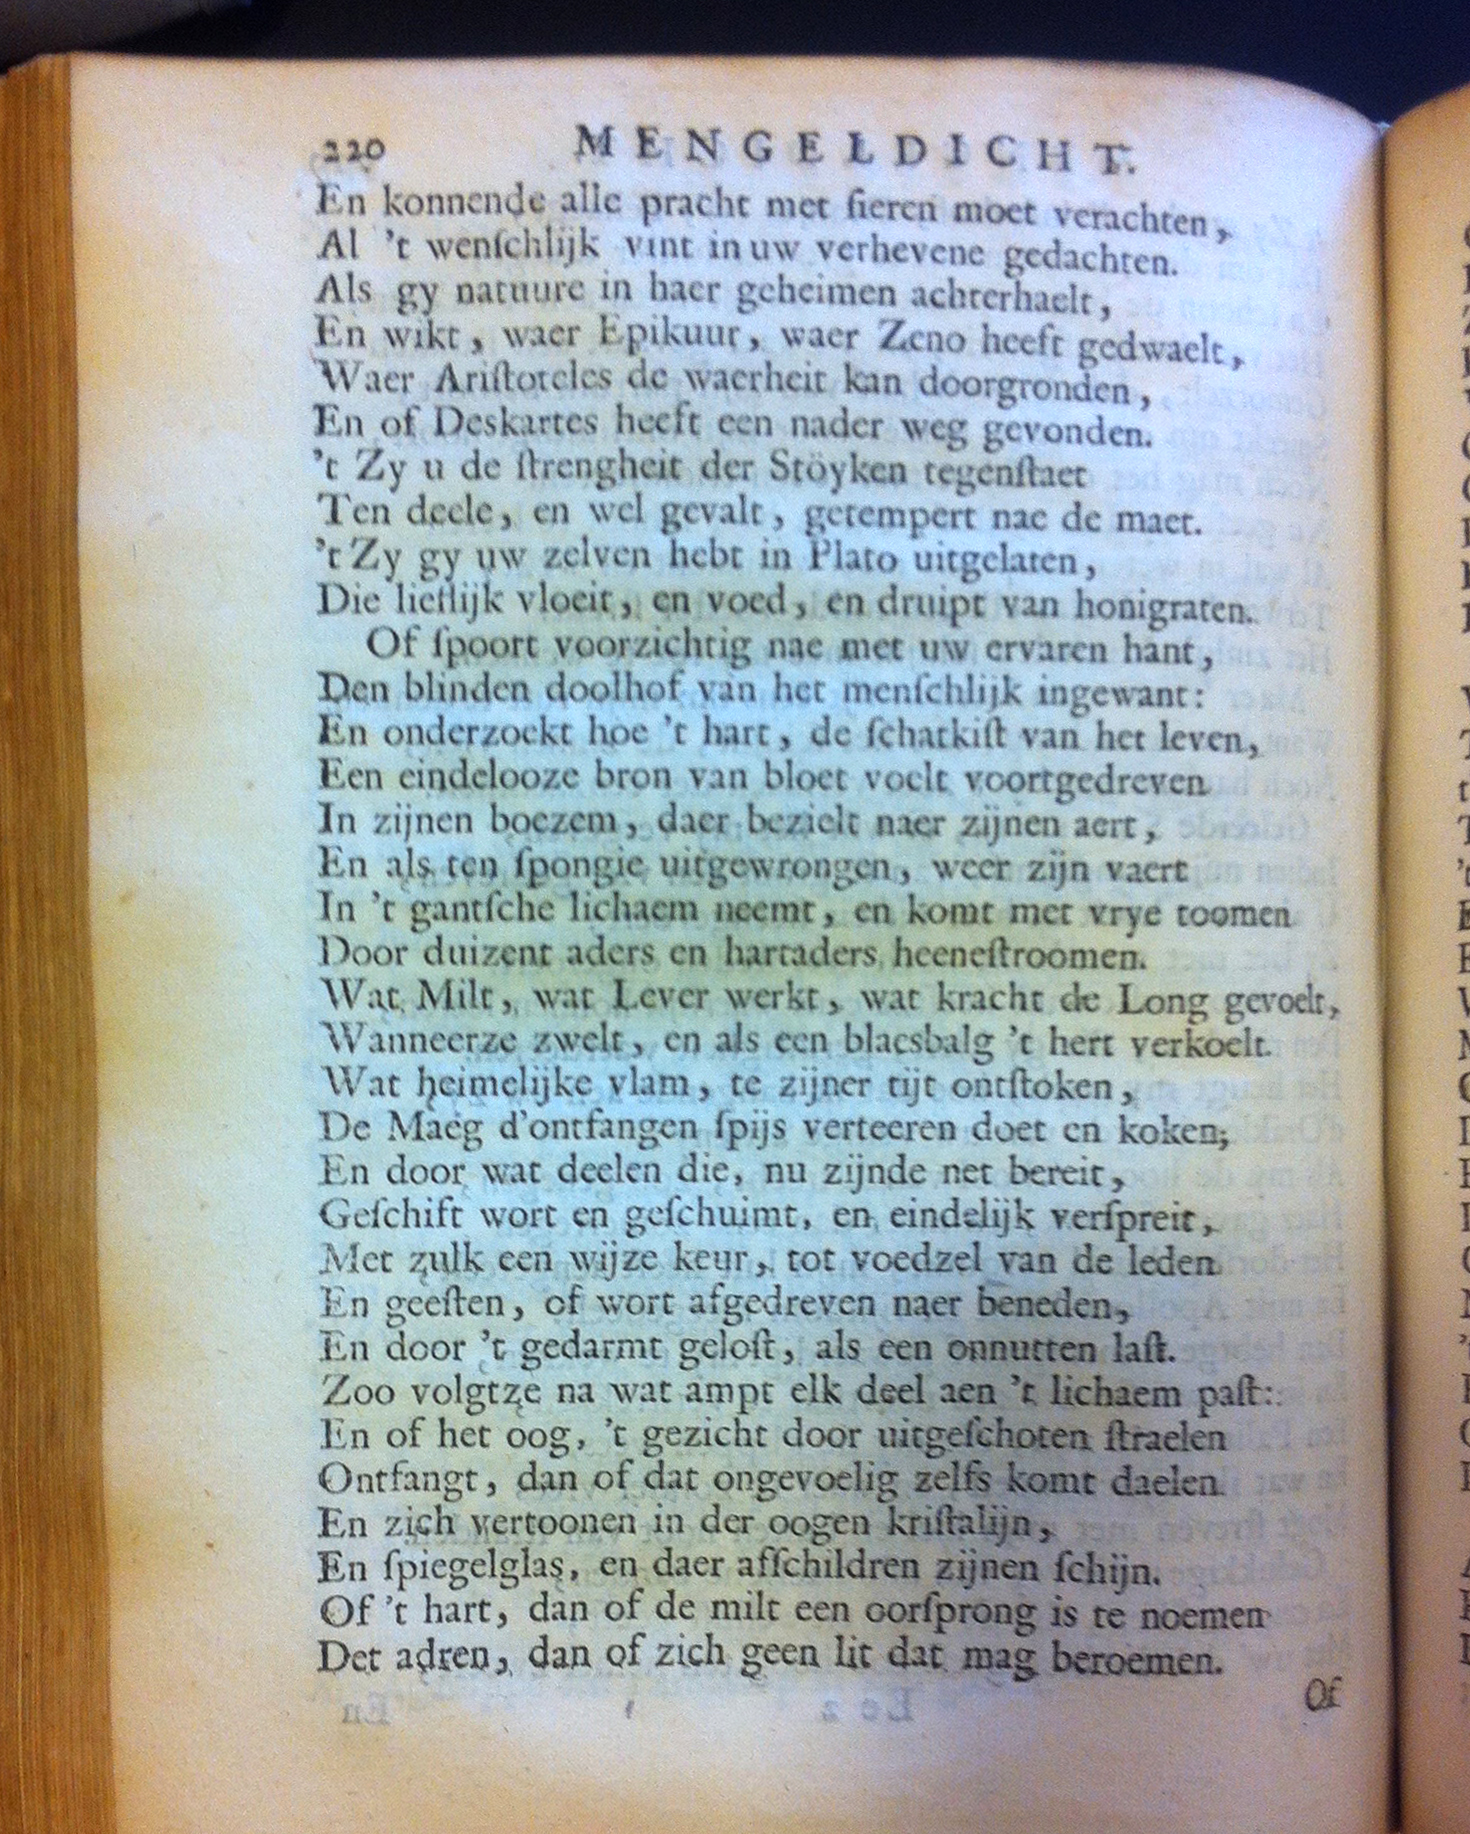 220 MENGELDICHT.
En konnende alle pracht met sieren moet verachten,
Al 't wenſchlijk vint in uw verhevene gedachten.
Als gy natuure in haer geheimen achterhaelt,
En wikt, waer Epikuur, waer Zeno heeft gedwaelt,
Waer Ariſtoteles de waerheit kan doorgronden,
En of Deskartes heeft een nader weg gevonden.
't Zy u de ſtrengheit der Stöyken tegenſtaet
Ten deele, en wel gevalt, getempert nae de maet.
't Zy gy uw zelven hebt in Plato uitgelaten,
Die lieflijk vloeit, en voed, en druipt van honigraten.
Of ſpoort voorzichtig nae met uw ervaren hant,
Den blinden doolhof van het menſchlijk ingewant:
En onderzoekt hoe 't hart, de ſchatkiſt van het leven,
Een eindelooze bron van bloet voelt voortgedreven
In zijnen boezem, daer bezielt naer zijnen aert,
En als een ſpongie uitgewrongen, weer zijn vaert
In 't gantſche lichaem neemt, en komt met vrye toomen
Door duizent aders en hartaders heeneſtroomen.
Wat Milt, wat Lever werkt, wat kracht de Long gevoelt,
Wanneerze zwelt, en als een blaesbalg 't hert verkoelt.
Wat heimelijke vlam, te zijner tijt ontſtoken,
De Maeg d'ontfangen ſpijs verteeren doet en koken;
En door wat deelen die, nu zijnde net bereit,
Geſchift wort en geſchuimt, en eindelijk verſpreit,
Met zulk een wijze keur, tot voedzel van de leden
En geeſten, of wort afgedreven naer beneden,
En door 't gedarmt geloſt, als een onnutten laſt.
Zoo volgtze na wat ampt elk deel aen 't lichaem paſt:
En of het oog, 't gezicht door uitgeſchoten ſtraelen
Ontfangt, dan of dat ongevoelig zelfs komt daelen
En zich vertoonen in der oogen kriſtalijn,
En ſpiegelglas, en daer afſchildren zijnen ſchijn.
Of 't hart, dan of de milt een oorſprong is te noemen
Det adren, dan of zich geen lit dat mag beroemen.
Of